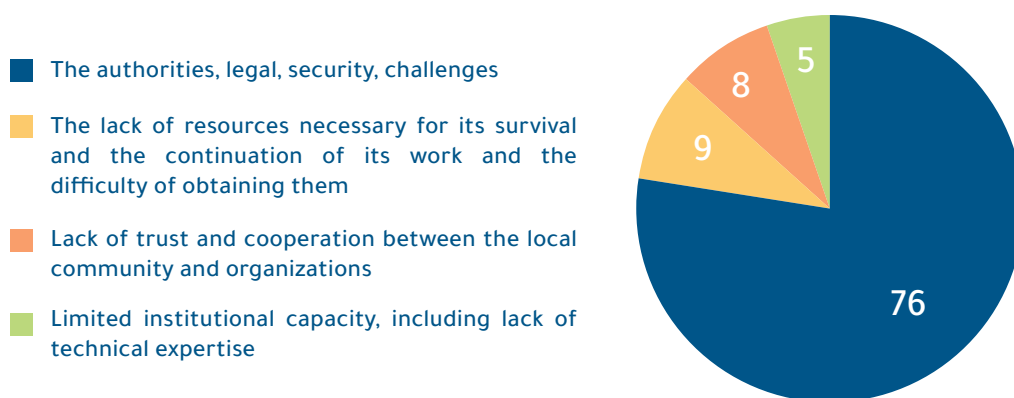 The authorities, legal, security, challenges
The lack of resources necessary for its survival
and the continuation of its work and the
difficulty of obtaining them
Lack of trust and cooperation between the local
community and organizations
Limited institutional capacity, including lack of
technical expertise
5
8
9
76